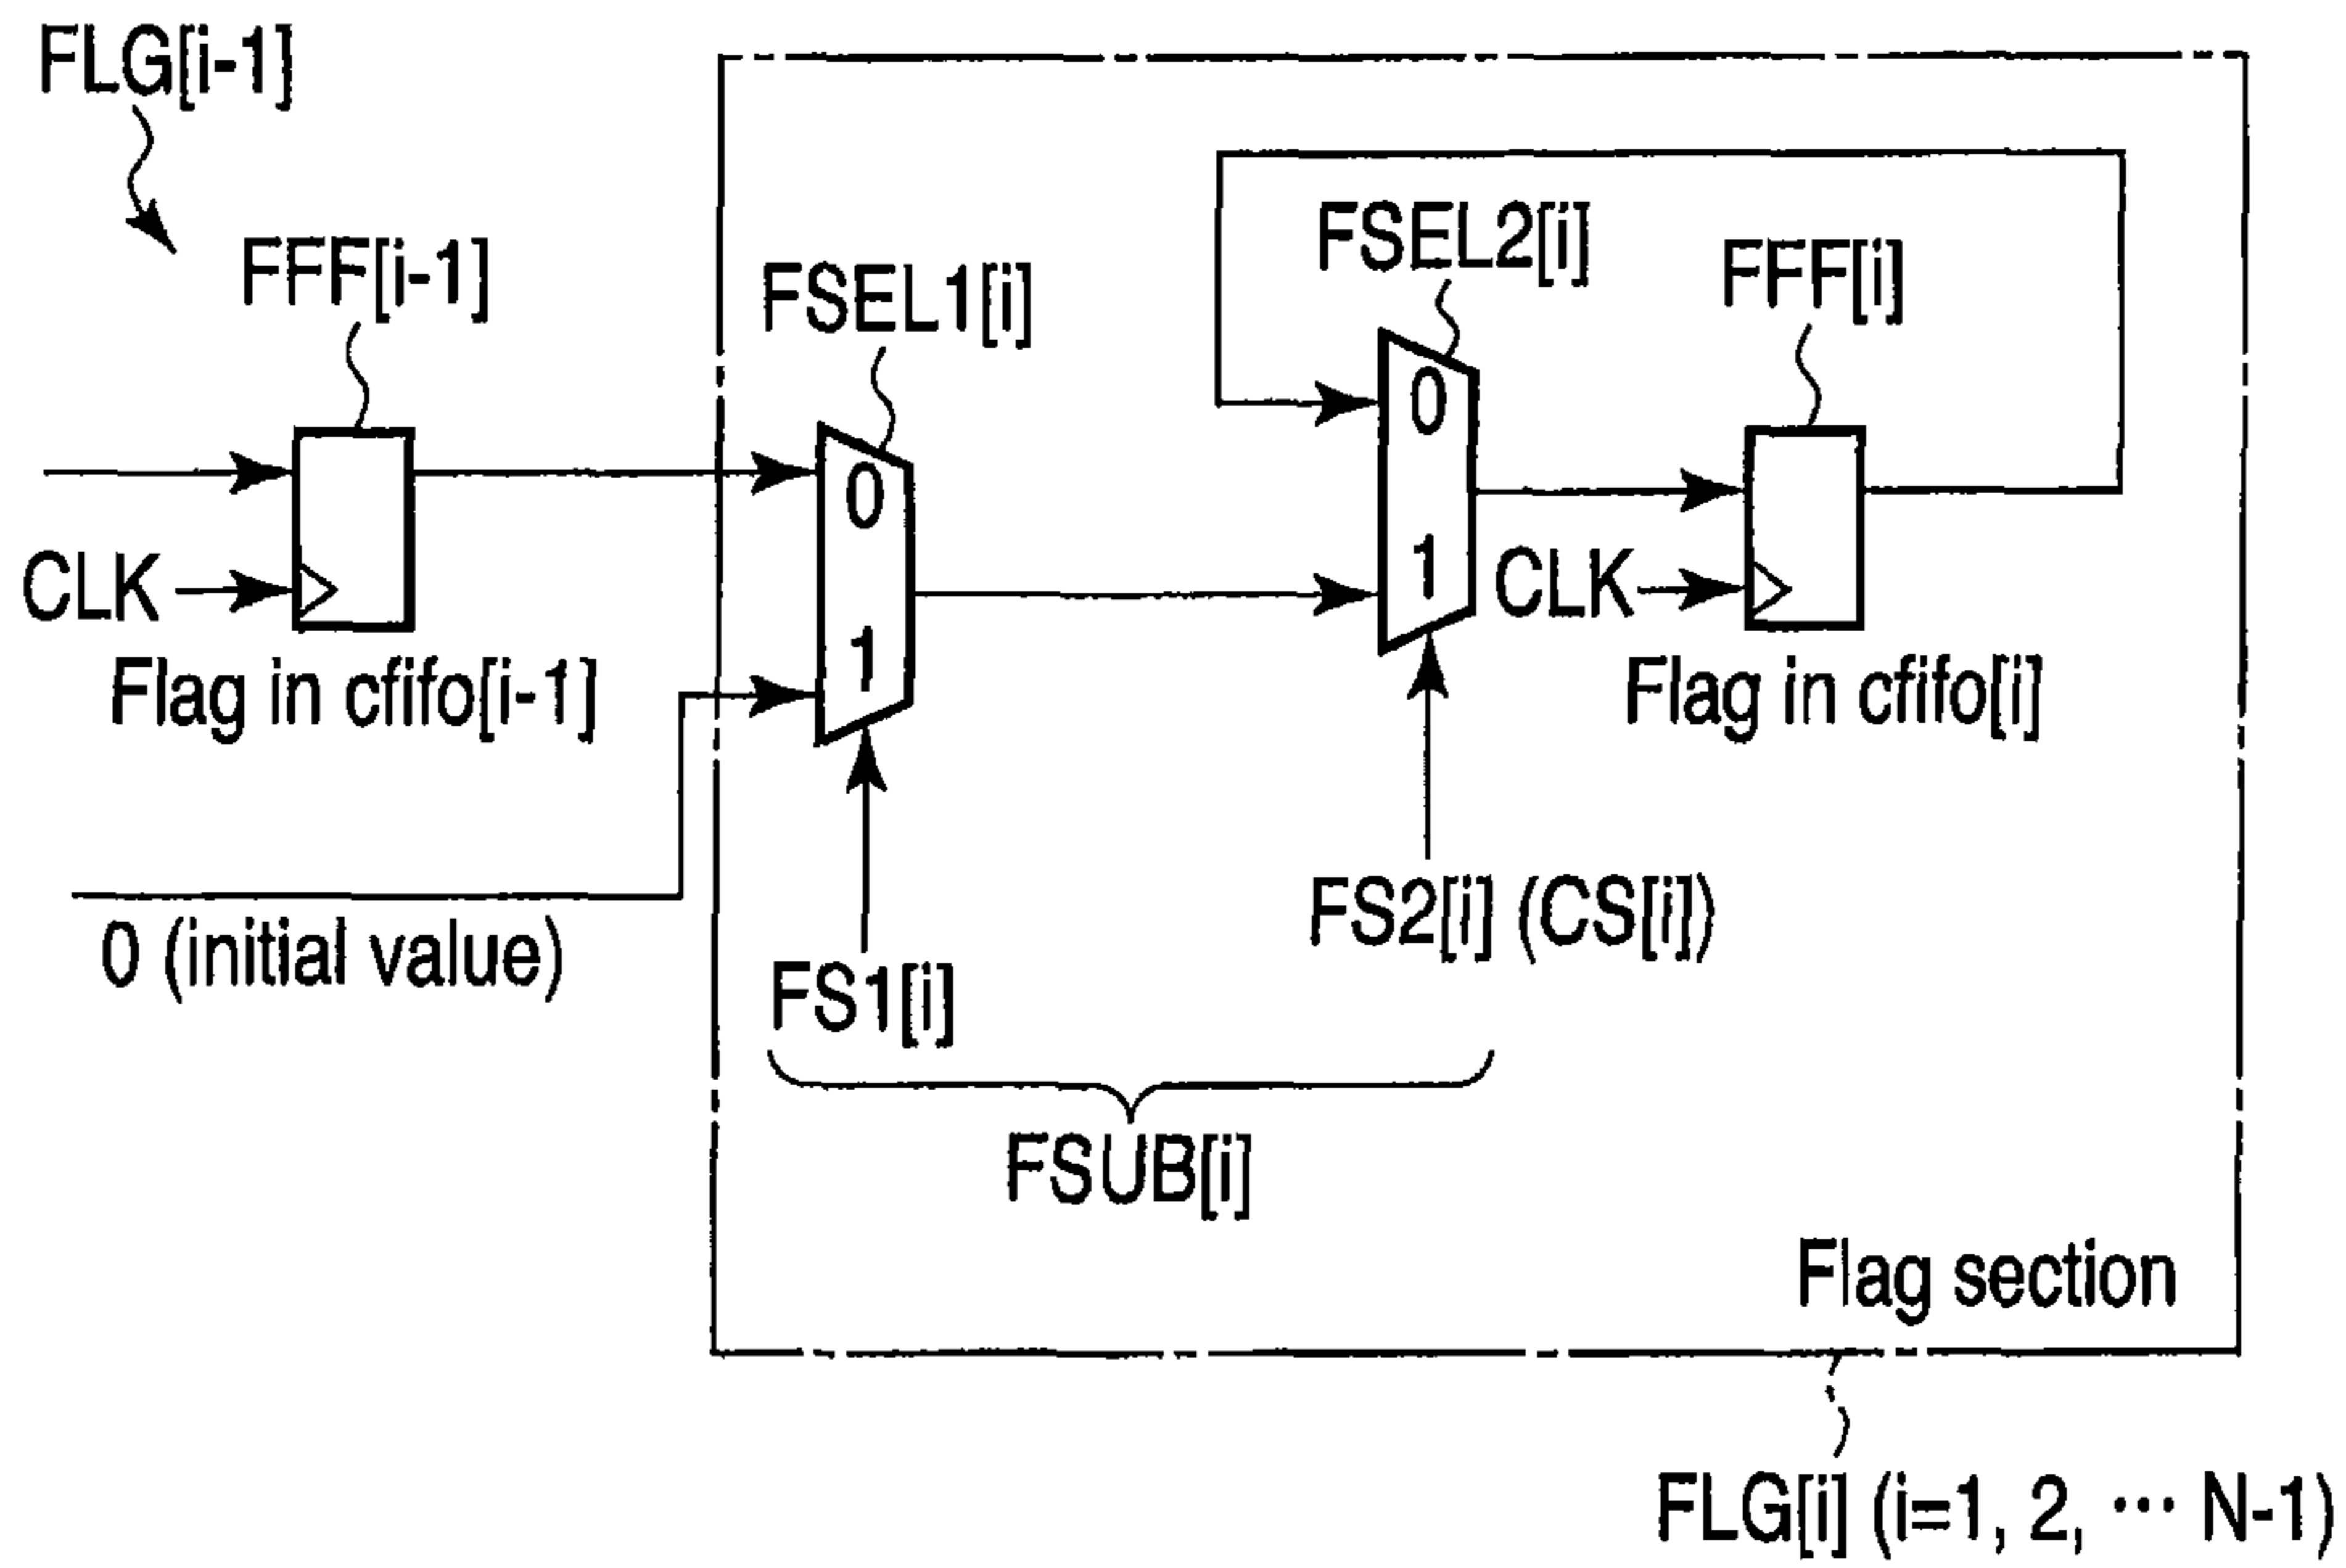 FLG[i-1]
FFF[i-1]
FSEL1[i]
FSEL2[i]
FFF[i]
0
1
0
1
CLK
CLK
Flag in cfifo[i-1]
Flag in cfifo[i]
0 (initial value)
FS1[i]
FS2[i] (CS[i])
FSUB[i]
Flag section
FLG[i] (i=1, 2, ··· N-1)